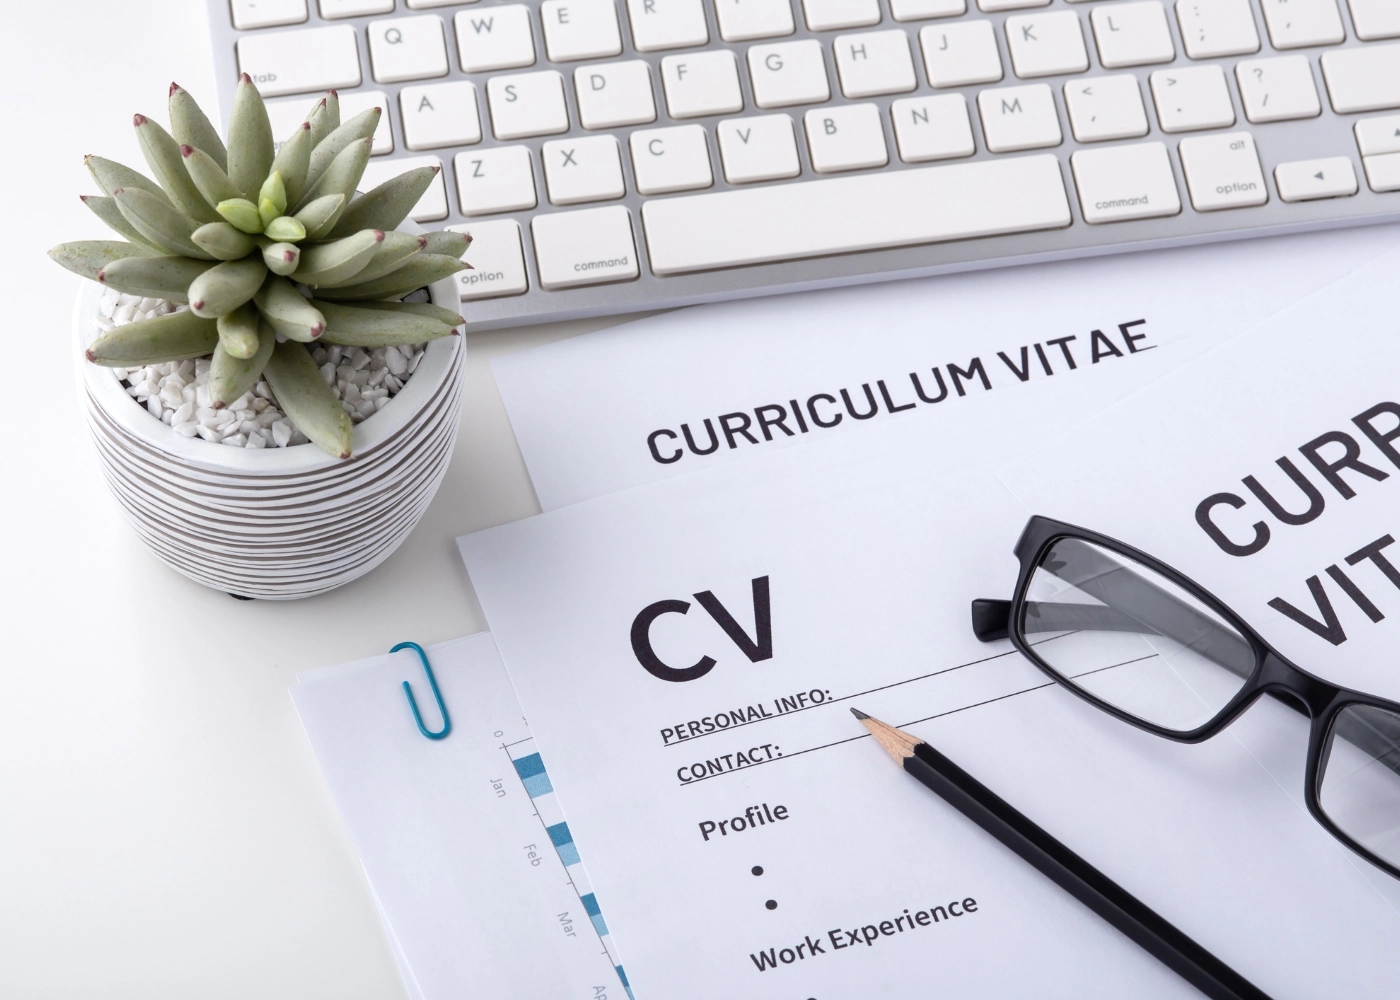 Q W E R
tab
A S D F G H J K L : ;
Z X C V B N M < , > . ? /
alt
option command command option
CURRICULUM VITAE
CURR
VIT
CV
PERSONAL INFO:
CONTACT:
Profile
•
•
Work Experience
0
Jan
Feb
Mar